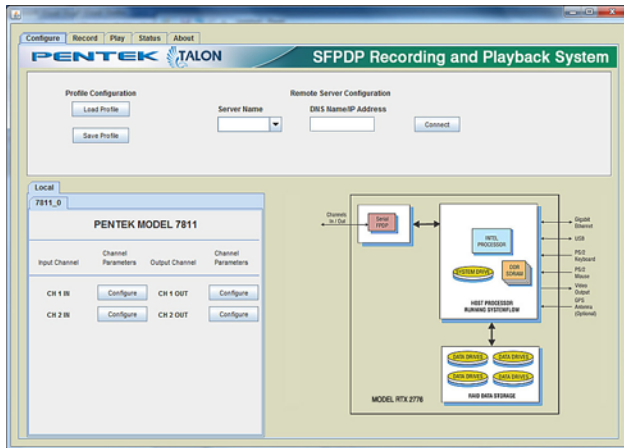 Configure Record Play Status About
PENTEK TALON SFPDP Recording and Playback System
Profile Configuration Remote Server Configuration
Load Profile Server Name DNS Name/IP Address
Connect
Save Profile
Local
7811_0
PENTEK MODEL 7811
Input Channel Channel Parameters Output Channel Channel Parameters
CH 1 IN Configure CH 1 OUT Configure
CH 2 IN Configure CH 2 OUT Configure
Channels
In / Out
Serial
FPDP
INTEL
PROCESSOR
SYSTEM DRIVE
DDR
SDRAM
HOST PROCESSOR
RUNNING SYSTEMFLOW
Gigabit
Ethernet
USB
PS/2
Keyboard
PS/2
Mouse
Video
Output
GPS
Antenna
(Optional)
DATA DRIVES DATA DRIVES
DATA DRIVES DATA DRIVES
MODEL RTX 2776 RAID DATA STORAGE